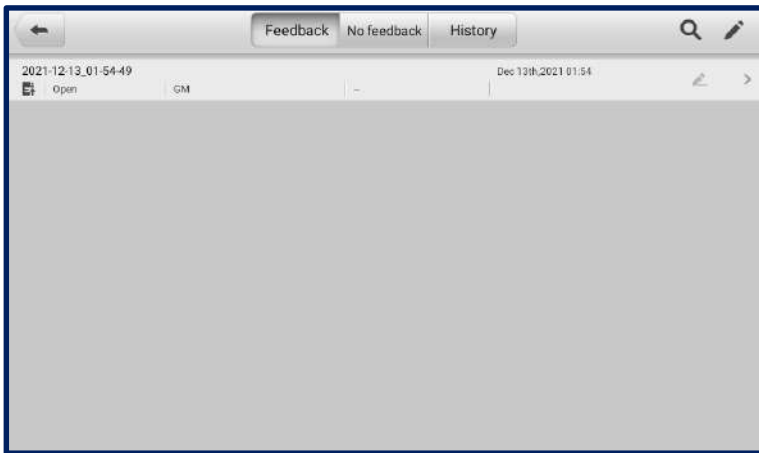 Feedback No feedback History
2021-12-13_01-54-49 Dec 13th,2021 01:54
Open GM --